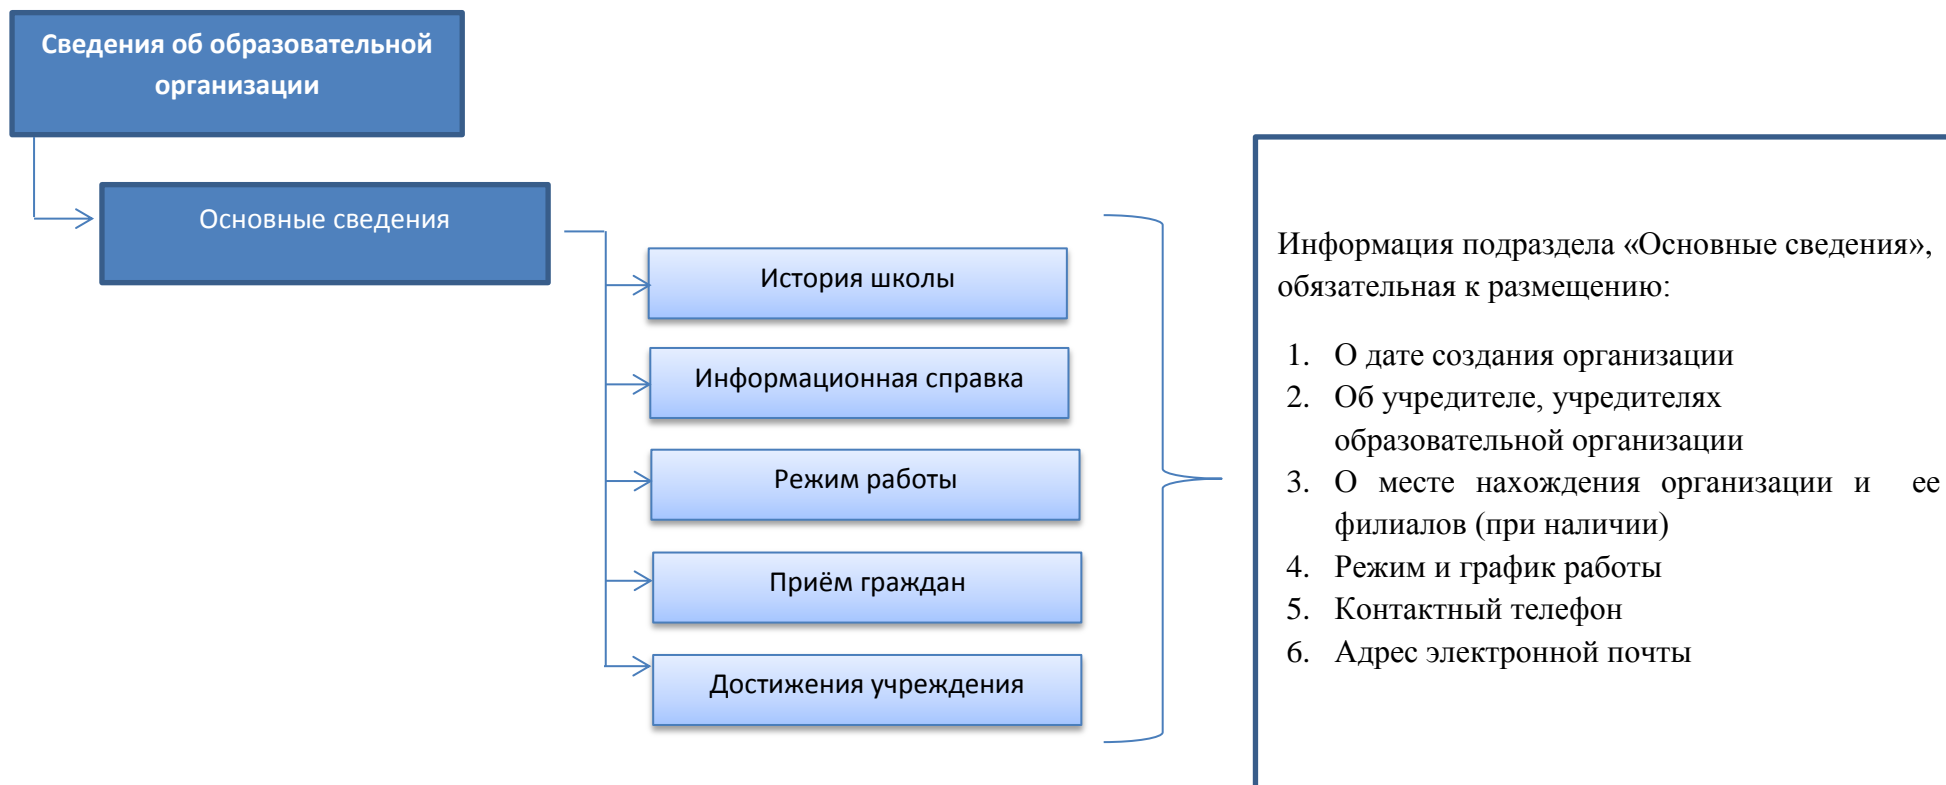 Сведения об образовательной
организации
Основные сведения
История школы
Информационная справка
Режим работы
Приём граждан
Достижения учреждения
Информация подраздела «Основные сведения»,
обязательная к размещению:
1. О дате создания организации
2. Об учредителе, учредителях
образовательной организации
3. О месте нахождения организации и ее
филиалов (при наличии)
4. Режим и график работы
5. Контактный телефон
6. Адрес электронной почты